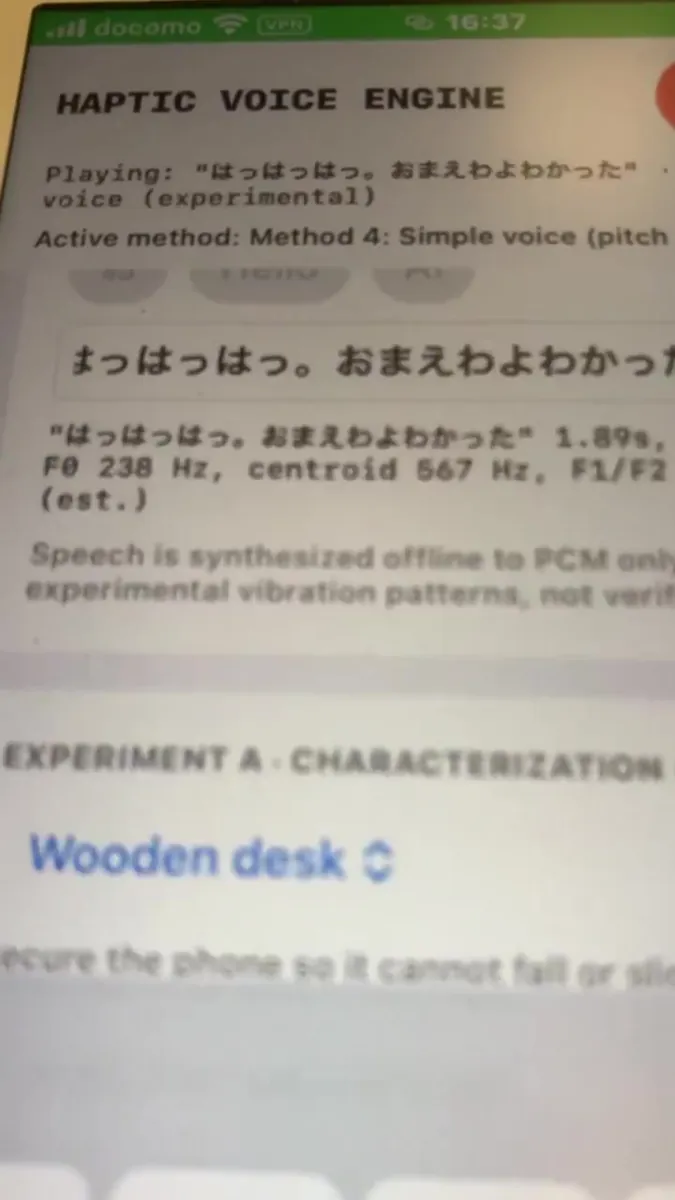 docomo VPN 16:37
HAPTIC VOICE ENGINE
Playing: "はっはっはっ。おまえわよわかった" ·
voice (experimental)
Active method: Method 4: Simple voice (pitch
Hello
まっはっはっ。おまえわよわかった
"はっはっはっ。おまえわよわかった" 1.89s,
F0 238 Hz, centroid 567 Hz, F1/F2
(est.)
Speech is synthesized offline to PCM only
experimental vibration patterns, not verif
EXPERIMENT A · CHARACTERIZATION
Wooden desk
ecure the phone so it cannot fall or slid